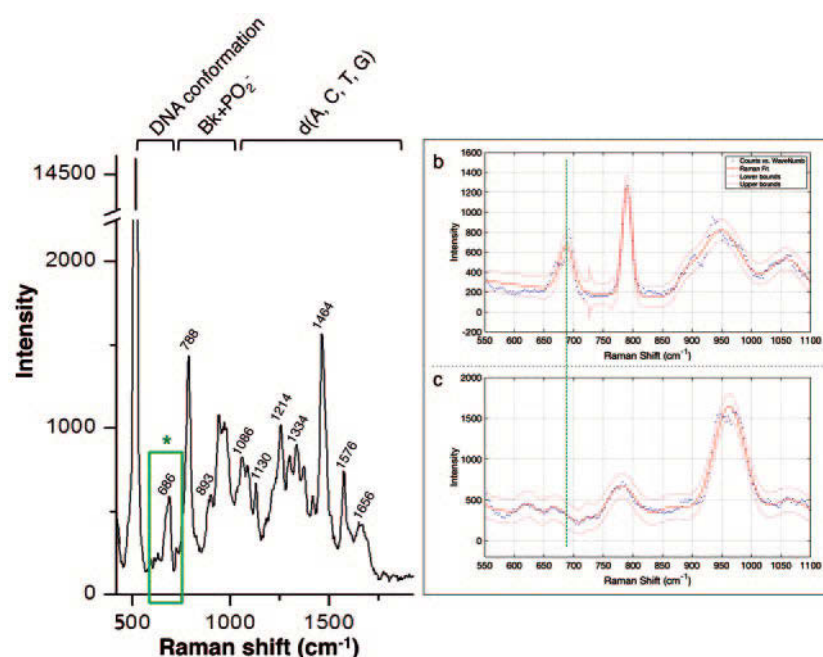 DNA conformation
Bk+PO₂⁻
d(A, C, T, G)
14500
2000
1000
0
Intensity
500 1000 1500
Raman shift (cm⁻¹)
*
686
788
893
1086
1130
1214
1334
1464
1576
1656
b
1600
1400
1200
1000
800
600
400
200
0
-200
Intensity
Counts vs. WaveNumb
Raman Fit
Lower bounds
Upper bounds
550 600 650 700 750 800 850 900 950 1000 1050 1100
Raman Shift (cm⁻¹)
c
2000
1500
1000
500
0
Intensity
550 600 650 700 750 800 850 900 950 1000 1050 1100
Raman Shift (cm⁻¹)